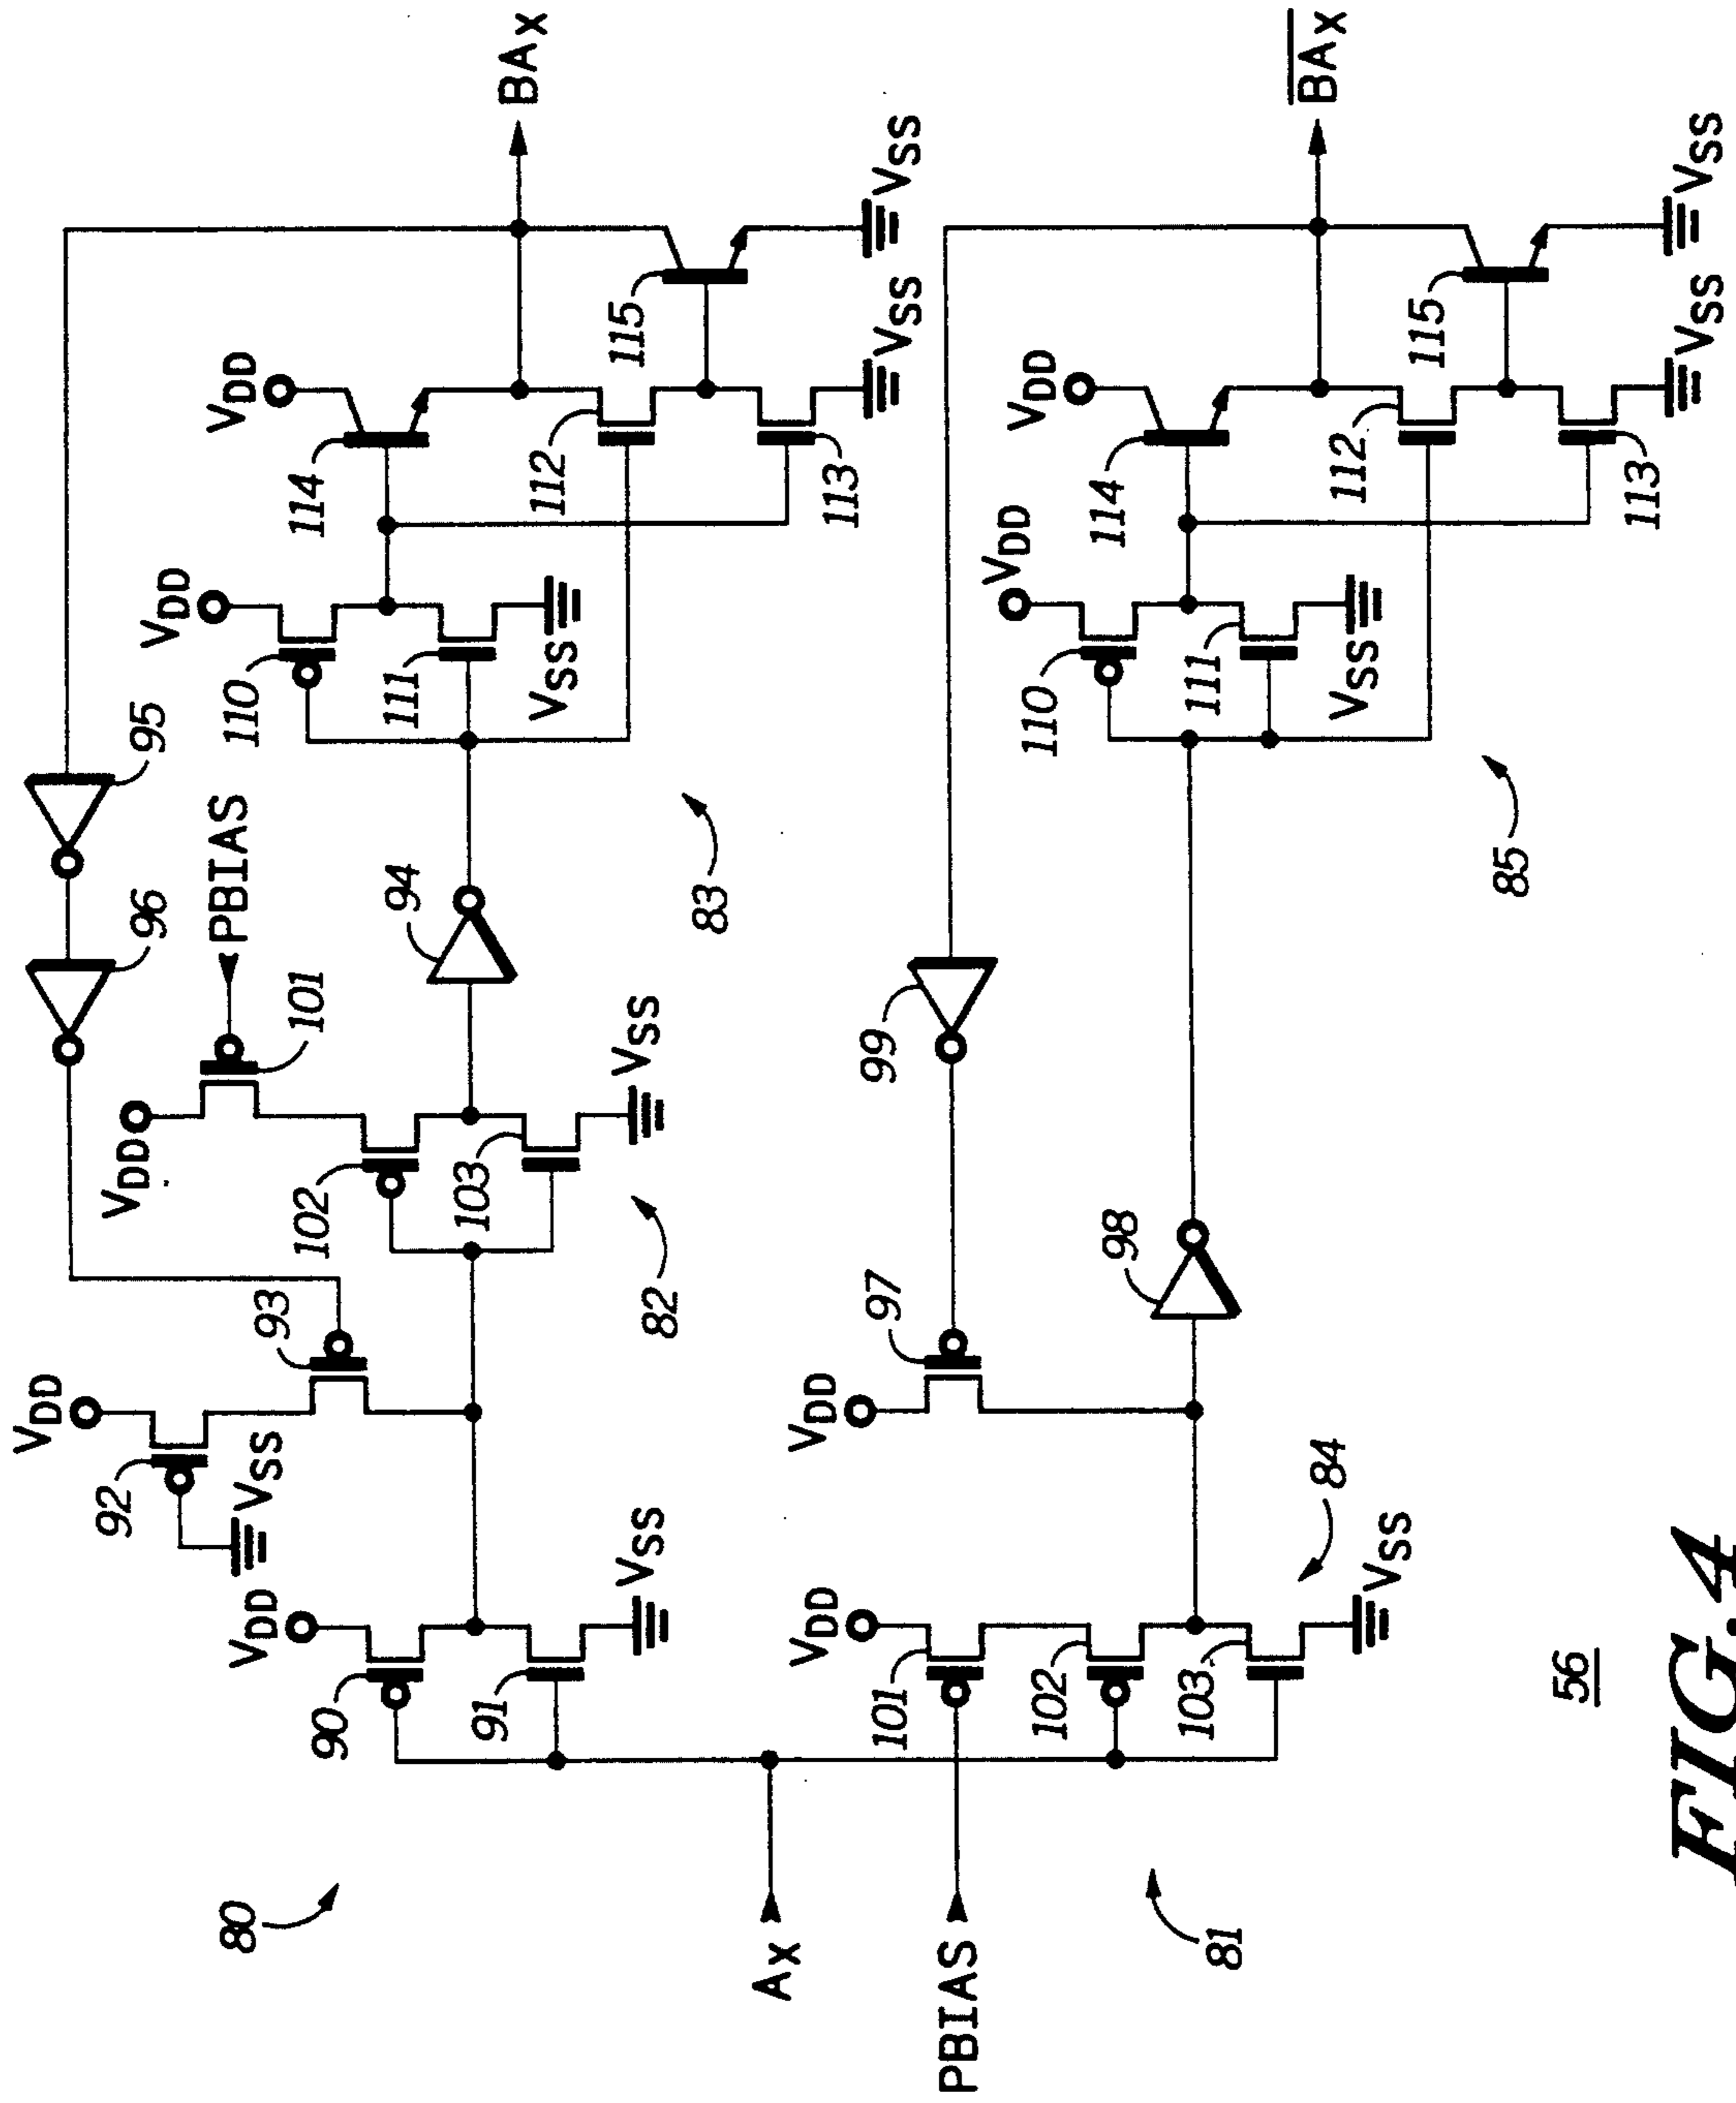 BAX
BAX
VDD
114
115
VSS
VSS
VDD
110
111
VSS
112
113
95
96
PBIAS
94
83
101
VDD
102
103
VSS
82
93
VDD
92
VSS
VDD
90
91
VSS
80
AX
PBIAS
81
VDD
101
102
103
VSS
84
VDD
97
98
99
85
VDD
110
111
VSS
VDD
114
112
113
115
VSS
VSS
56
FIG.4